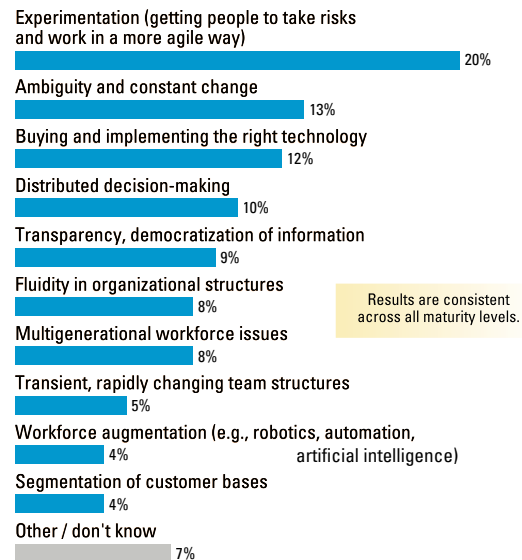 Experimentation (getting people to take risks
and work in a more agile way)
20%
Ambiguity and constant change
13%
Buying and implementing the right technology
12%
Distributed decision-making
10%
Transparency, democratization of information
9%
Fluidity in organizational structures
8%
Results are consistent
across all maturity levels.
Multigenerational workforce issues
8%
Transient, rapidly changing team structures
5%
Workforce augmentation (e.g., robotics, automation,
artificial intelligence)
4%
Segmentation of customer bases
4%
Other / don't know
7%